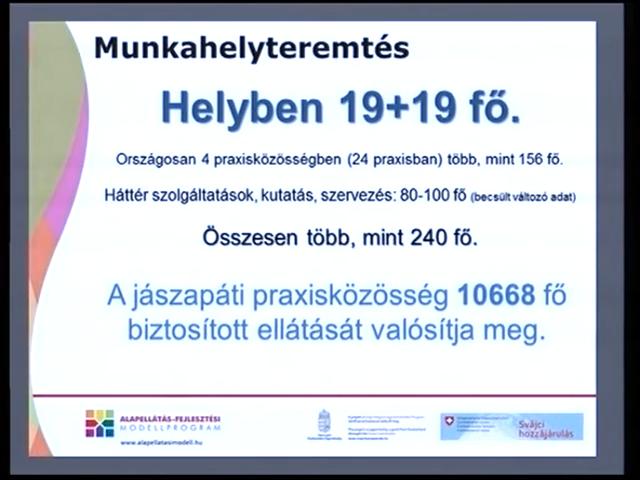 Munkahelyteremtés
Helyben 19+19 fő.
Országosan 4 praxisközösségben (24 praxisban) több, mint 156 fő.
Háttér szolgáltatások, kutatás, szervezés: 80-100 fő (becsült változó adat)
Összesen több, mint 240 fő.
A jászapáti praxisközösség 10668 fő
biztosított ellátását valósítja meg.
ALAPELLÁTÁS-FEJLESZTÉSI
MODELLPROGRAM
www.alapellatasimodell.hu
Svájci
hozzájárulás